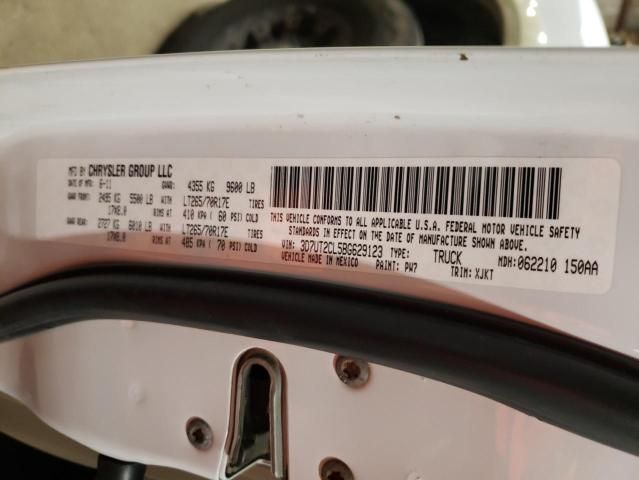 MFD BY CHRYSLER GROUP LLC
DATE OF MFR: 6-11 GVWR: 4355 KG 9600 LB
GAWR FRONT: 2495 KG 5500 LB WITH LT265/70R17E
17X8.0 RIMS AT 410 KPA ( 60 PSI) COLD
GAWR REAR: 2727 KG 6010 LB WITH LT265/70R17E
17X8.0 RIMS AT 485 KPA ( 70 PSI) COLD
THIS VEHICLE CONFORMS TO ALL APPLICABLE U.S.A. FEDERAL MOTOR VEHICLE SAFETY
STANDARDS IN EFFECT ON THE DATE OF MANUFACTURE SHOWN ABOVE.
VIN: 3D7UT2CL5BG629123 TYPE: TRUCK MDH: 062210 150AA
VEHICLE MADE IN MEXICO PAINT: PW7 TRIM: XJKT